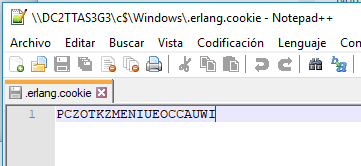 \\DC2TTAS3G3\c$\Windows\.erlang.cookie - Notepad++
Archivo Editar Buscar Vista Codificación Lenguaje
.erlang.cookie
1 PCZOTKZMENIUEOCCAUWI